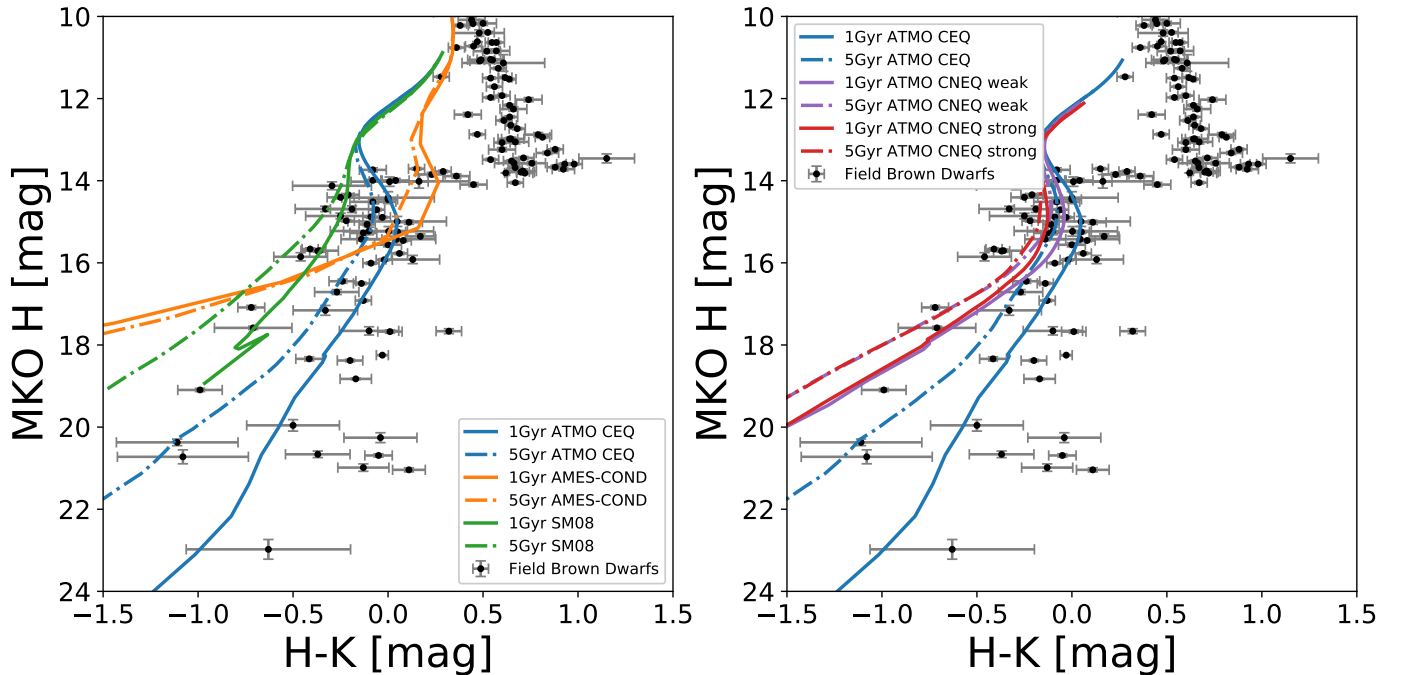 10
12
14
16
18
20
22
24
MKO H [mag]
−1.5 −1.0 −0.5 0.0 0.5 1.0 1.5
H-K [mag]
1Gyr ATMO CEQ
5Gyr ATMO CEQ
1Gyr AMES-COND
5Gyr AMES-COND
1Gyr SM08
5Gyr SM08
Field Brown Dwarfs
10
12
14
16
18
20
22
24
MKO H [mag]
−1.5 −1.0 −0.5 0.0 0.5 1.0 1.5
H-K [mag]
1Gyr ATMO CEQ
5Gyr ATMO CEQ
1Gyr ATMO CNEQ weak
5Gyr ATMO CNEQ weak
1Gyr ATMO CNEQ strong
5Gyr ATMO CNEQ strong
Field Brown Dwarfs